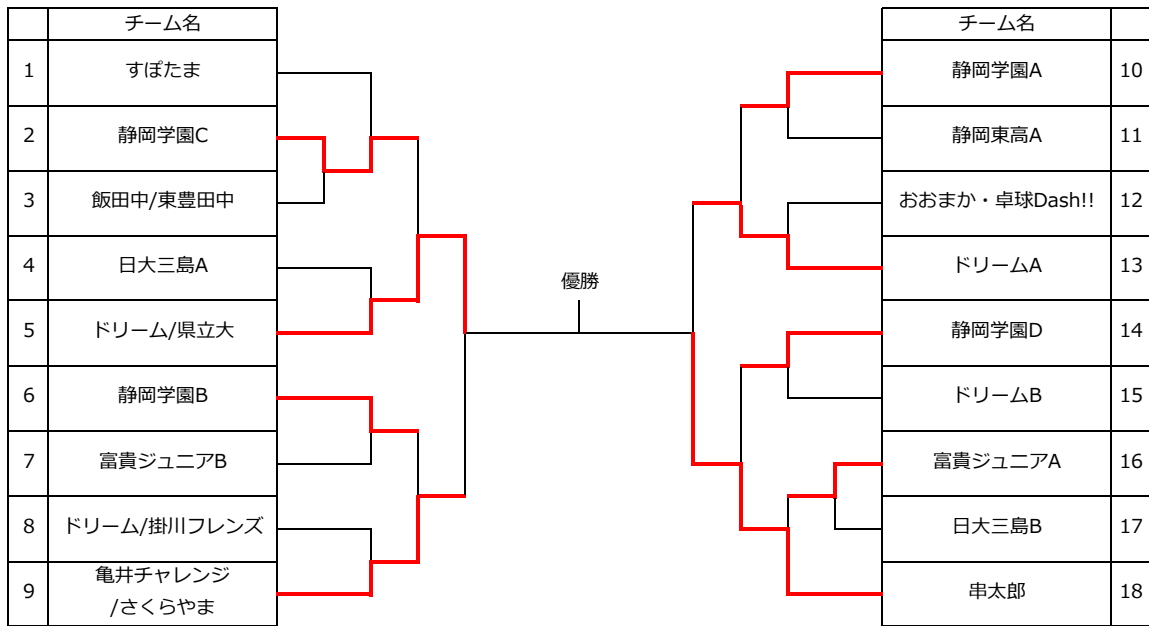 チーム名
1 すぽたま
2 静岡学園C
3 飯田中/東豊田中
4 日大三島A
5 ドリーム/県立大
6 静岡学園B
7 富貴ジュニアB
8 ドリーム/掛川フレンズ
9 亀井チャレンジ
/さくらやま
優勝
チーム名
静岡学園A 10
静岡東高A 11
おおまか・卓球Dash!! 12
ドリームA 13
静岡学園D 14
ドリームB 15
富貴ジュニアA 16
日大三島B 17
串太郎 18